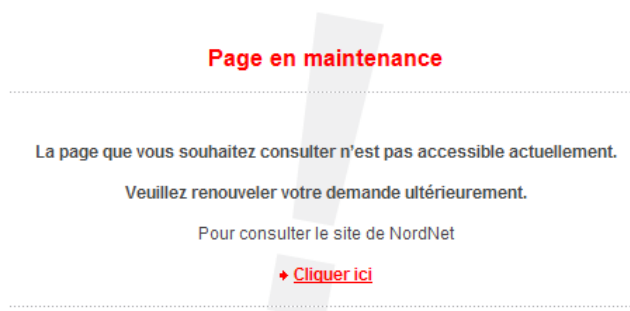 Page en maintenance
La page que vous souhaitez consulter n'est pas accessible actuellement.
Veuillez renouveler votre demande ultérieurement.
Pour consulter le site de NordNet
Cliquer ici